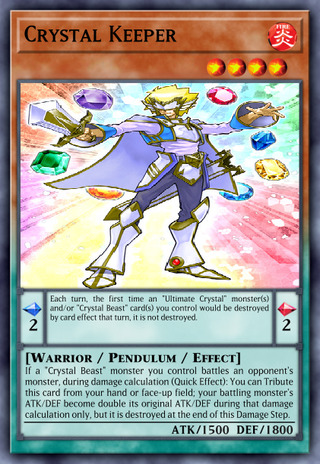 Crystal Keeper
FIRE
炎
Each turn, the first time an "Ultimate Crystal" monster(s)
and/or "Crystal Beast" card(s) you control would be destroyed
by card effect that turn, it is not destroyed.
2
2
[Warrior / Pendulum / Effect]
If a "Crystal Beast" monster you control battles an opponent's
monster, during damage calculation (Quick Effect): You can Tribute
this card from your hand or face-up field; your battling monster's
ATK/DEF become double its original ATK/DEF during that damage
calculation only, but it is destroyed at the end of this Damage Step.
ATK/1500 DEF/1800